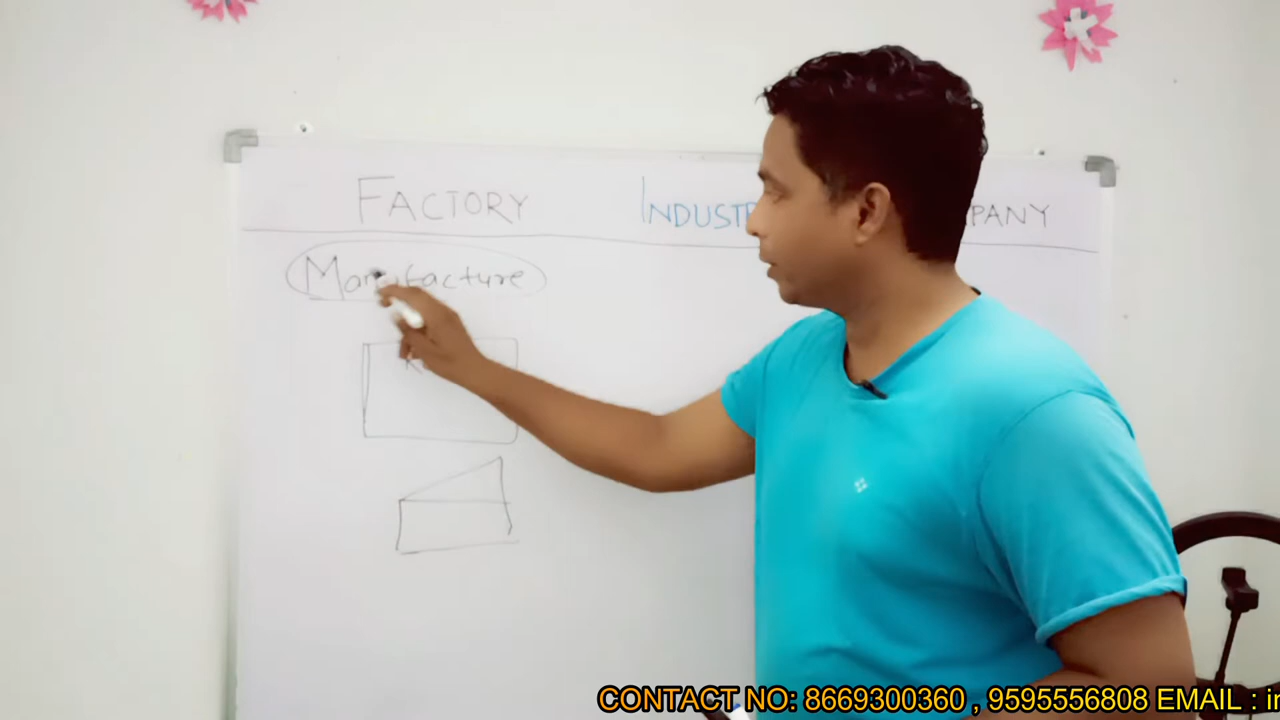 FACTORY INDUSTR PANY
Manufacture
CONTACT NO: 8669300360 , 9595556808 EMAIL : i